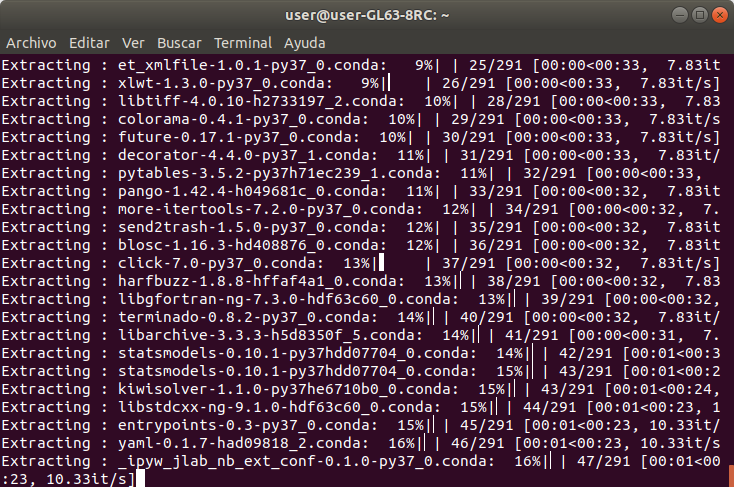 user@user-GL63-8RC: ~
Archivo Editar Ver Buscar Terminal Ayuda
Extracting : et_xmlfile-1.0.1-py37_0.conda:   9%| | 25/291 [00:00<00:33,  7.83it
Extracting : xlwt-1.3.0-py37_0.conda:   9%|    | 26/291 [00:00<00:33,  7.83it/s]
Extracting : libtiff-4.0.10-h2733197_2.conda:  10%| | 28/291 [00:00<00:33,  7.83
Extracting : colorama-0.4.1-py37_0.conda:  10%| | 29/291 [00:00<00:33,  7.83it/s
Extracting : future-0.17.1-py37_0.conda:  10%| | 30/291 [00:00<00:33,  7.83it/s]
Extracting : decorator-4.4.0-py37_1.conda:  11%| | 31/291 [00:00<00:33,  7.83it/
Extracting : pytables-3.5.2-py37h71ec239_1.conda:  11%| | 32/291 [00:00<00:33,
Extracting : pango-1.42.4-h049681c_0.conda:  11%| | 33/291 [00:00<00:32,  7.83it
Extracting : more-itertools-7.2.0-py37_0.conda:  12%| | 34/291 [00:00<00:32,  7.
Extracting : send2trash-1.5.0-py37_0.conda:  12%| | 35/291 [00:00<00:32,  7.83it
Extracting : blosc-1.16.3-hd408876_0.conda:  12%| | 36/291 [00:00<00:32,  7.83it
Extracting : click-7.0-py37_0.conda:  13%|    | 37/291 [00:00<00:32,  7.83it/s]
Extracting : harfbuzz-1.8.8-hffaf4a1_0.conda:  13%| | 38/291 [00:00<00:32,  7.83
Extracting : libgfortran-ng-7.3.0-hdf63c60_0.conda:  13%| | 39/291 [00:00<00:32,
Extracting : terminado-0.8.2-py37_0.conda:  14%| | 40/291 [00:00<00:32,  7.83it/
Extracting : libarchive-3.3.3-h5d8350f_5.conda:  14%| | 41/291 [00:00<00:31,  7.
Extracting : statsmodels-0.10.1-py37hdd07704_0.conda:  14%| | 42/291 [00:01<00:3
Extracting : statsmodels-0.10.1-py37hdd07704_0.conda:  15%| | 43/291 [00:01<00:2
Extracting : kiwisolver-1.1.0-py37he6710b0_0.conda:  15%| | 43/291 [00:01<00:24,
Extracting : libstdcxx-ng-9.1.0-hdf63c60_0.conda:  15%| | 44/291 [00:01<00:23, 1
Extracting : entrypoints-0.3-py37_0.conda:  15%| | 45/291 [00:01<00:23, 10.33it/
Extracting : yaml-0.1.7-had09818_2.conda:  16%| | 46/291 [00:01<00:23, 10.33it/s
Extracting : _ipyw_jlab_nb_ext_conf-0.1.0-py37_0.conda:  16%| | 47/291 [00:01<00
:23, 10.33it/s]